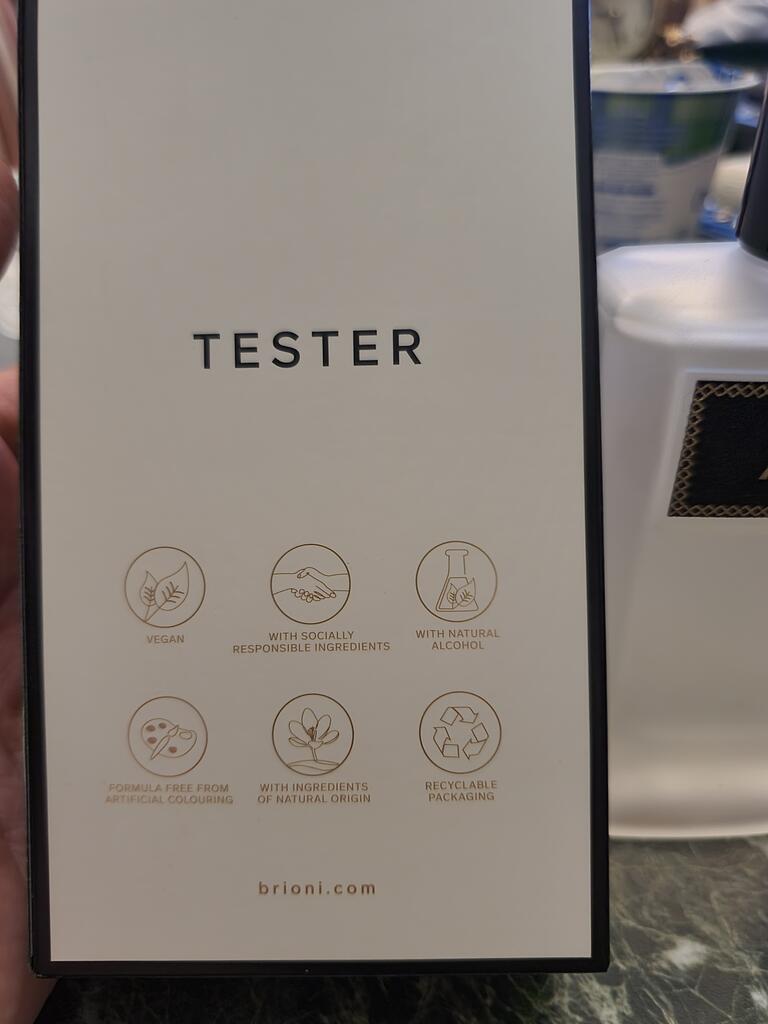 TESTER
VEGAN
WITH SOCIALLY
RESPONSIBLE INGREDIENTS
WITH NATURAL
ALCOHOL
FORMULA FREE FROM
ARTIFICIAL COLOURING
WITH INGREDIENTS
OF NATURAL ORIGIN
RECYCLABLE
PACKAGING
brioni.com